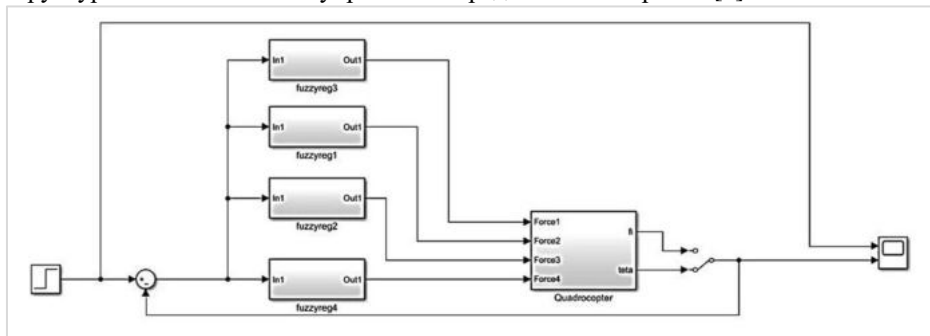 In1 Out1
fuzzyreg3
In1 Out1
fuzzyreg1
In1 Out1
fuzzyreg2
In1 Out1
fuzzyreg4
Force1
Force2
Force3
Force4
fi
teta
Quadrocopter